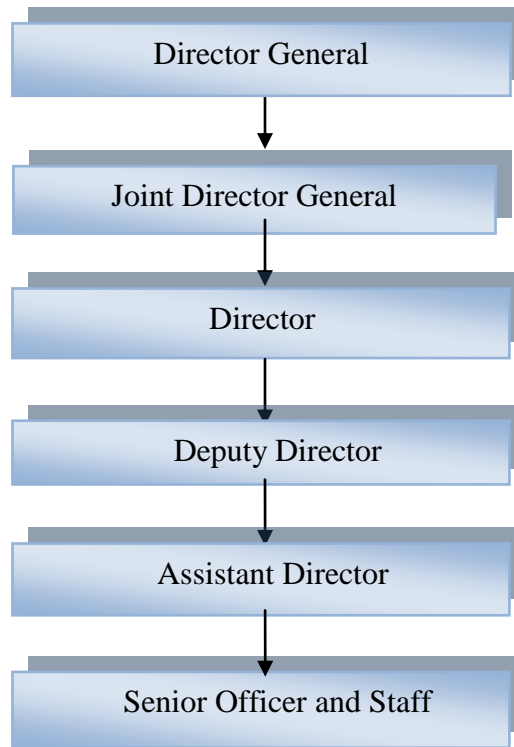 Director General
Joint Director General
Director
Deputy Director
Assistant Director
Senior Officer and Staff